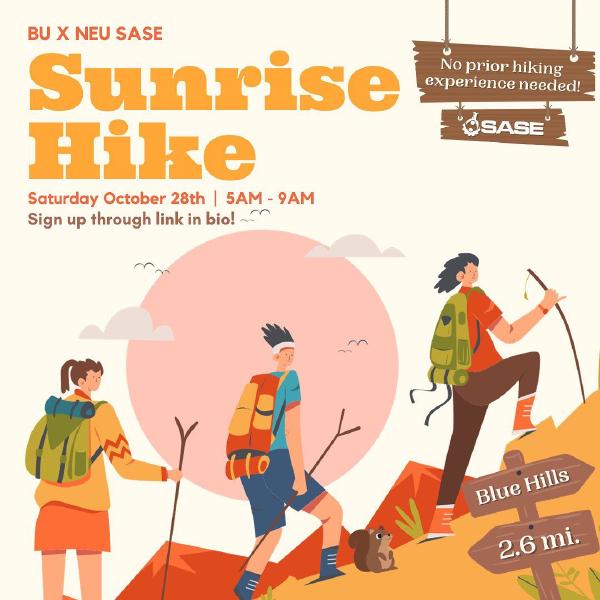 BU X NEU SASE
Sunrise
Hike
Saturday October 28th | 5AM - 9AM
Sign up through link in bio!
No prior hiking
experience needed!
SASE
Blue Hills
2.6 mi.